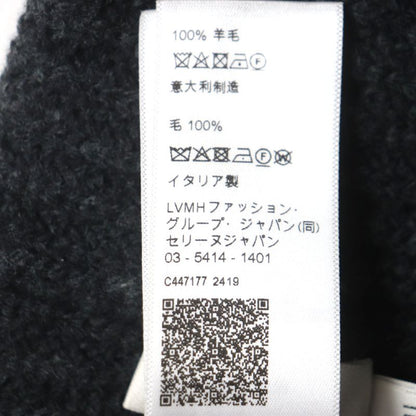 100% 羊毛
意大利制造
毛 100%
イタリア製
LVMHファッション・
グループ・ジャパン(同)
セリーヌジャパン
03 - 5414 - 1401
C447177 2419